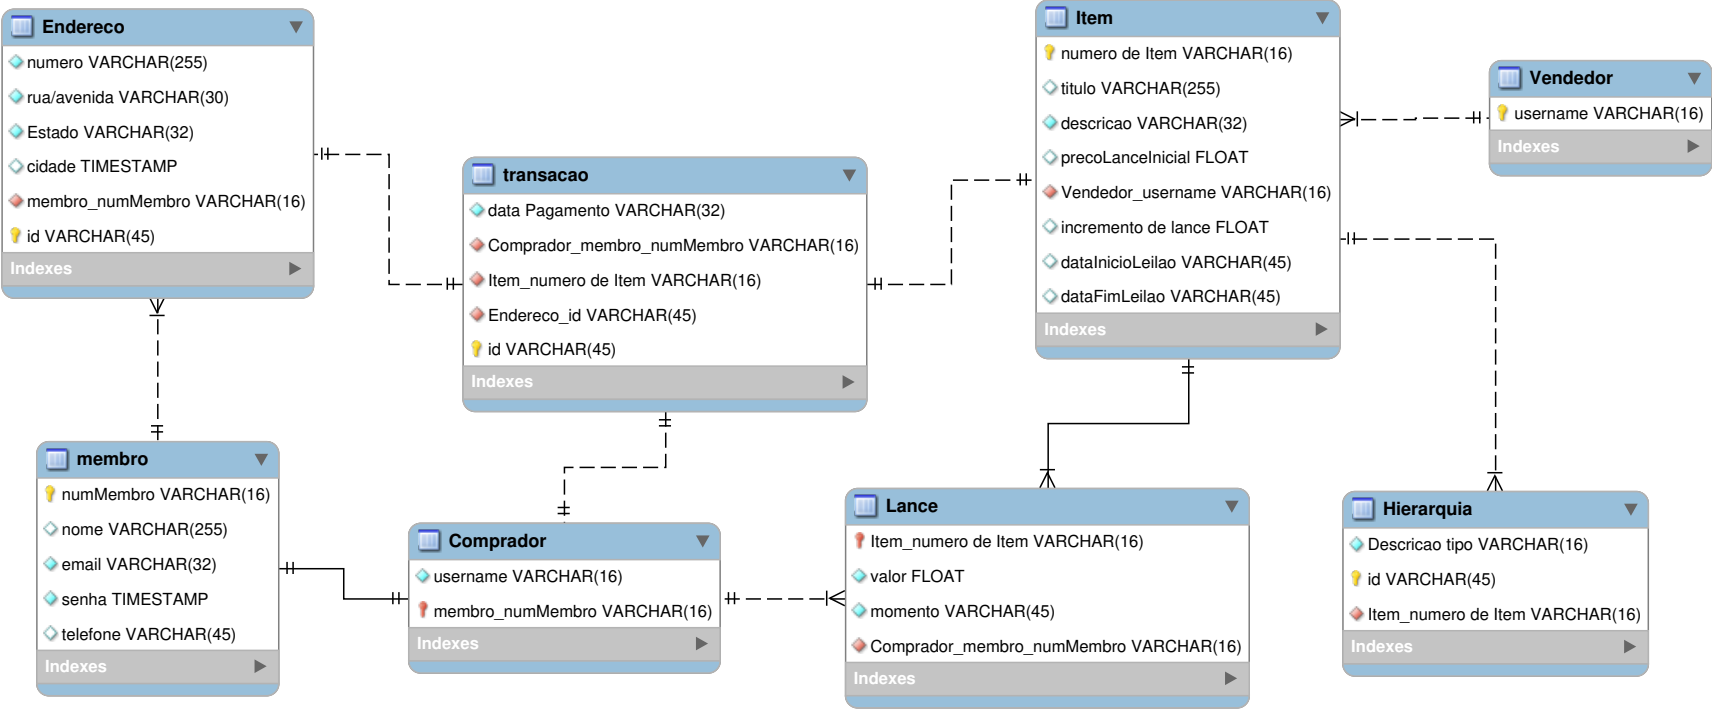 Endereco
numero VARCHAR(255)
rua/avenida VARCHAR(30)
Estado VARCHAR(32)
cidade TIMESTAMP
membro_numMembro VARCHAR(16)
id VARCHAR(45)
Indexes
transacao
data Pagamento VARCHAR(32)
Comprador_membro_numMembro VARCHAR(16)
Item_numero de Item VARCHAR(16)
Endereco_id VARCHAR(45)
id VARCHAR(45)
Indexes
Item
numero de Item VARCHAR(16)
titulo VARCHAR(255)
descricao VARCHAR(32)
precoLanceInicial FLOAT
Vendedor_username VARCHAR(16)
incremento de lance FLOAT
dataInicioLeilao VARCHAR(45)
dataFimLeilao VARCHAR(45)
Indexes
Vendedor
username VARCHAR(16)
Indexes
membro
numMembro VARCHAR(16)
nome VARCHAR(255)
email VARCHAR(32)
senha TIMESTAMP
telefone VARCHAR(45)
Indexes
Comprador
username VARCHAR(16)
membro_numMembro VARCHAR(16)
Indexes
Lance
Item_numero de Item VARCHAR(16)
valor FLOAT
momento VARCHAR(45)
Comprador_membro_numMembro VARCHAR(16)
Indexes
Hierarquia
Descricao tipo VARCHAR(16)
id VARCHAR(45)
Item_numero de Item VARCHAR(16)
Indexes